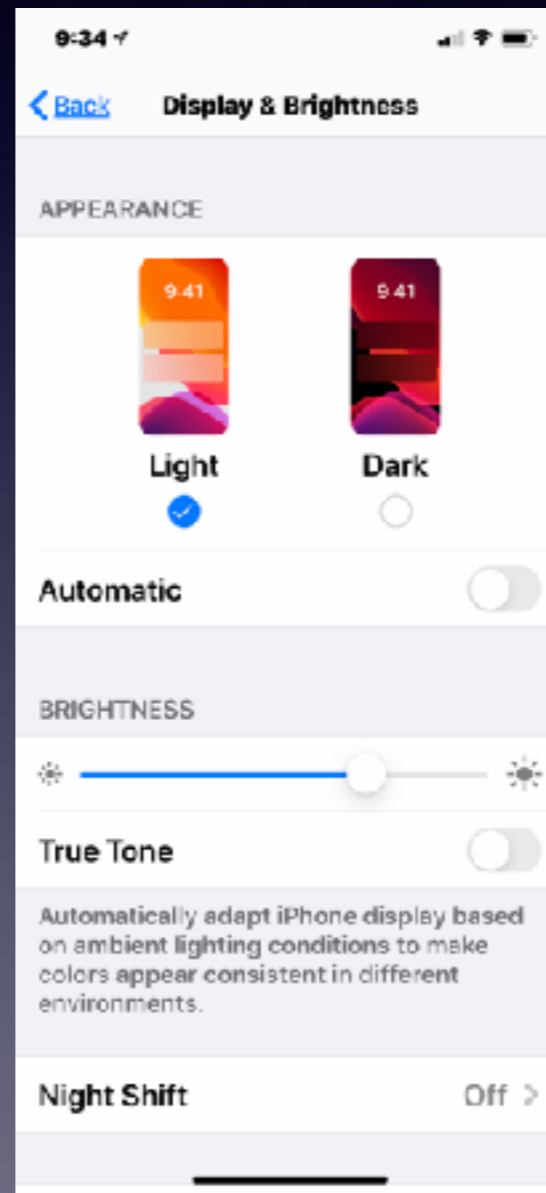 9:34
Back Display & Brightness
APPEARANCE
9:41 9:41
Light Dark
Automatic
BRIGHTNESS
True Tone
Automatically adapt iPhone display based
on ambient lighting conditions to make
colors appear consistent in different
environments.
Night Shift Off